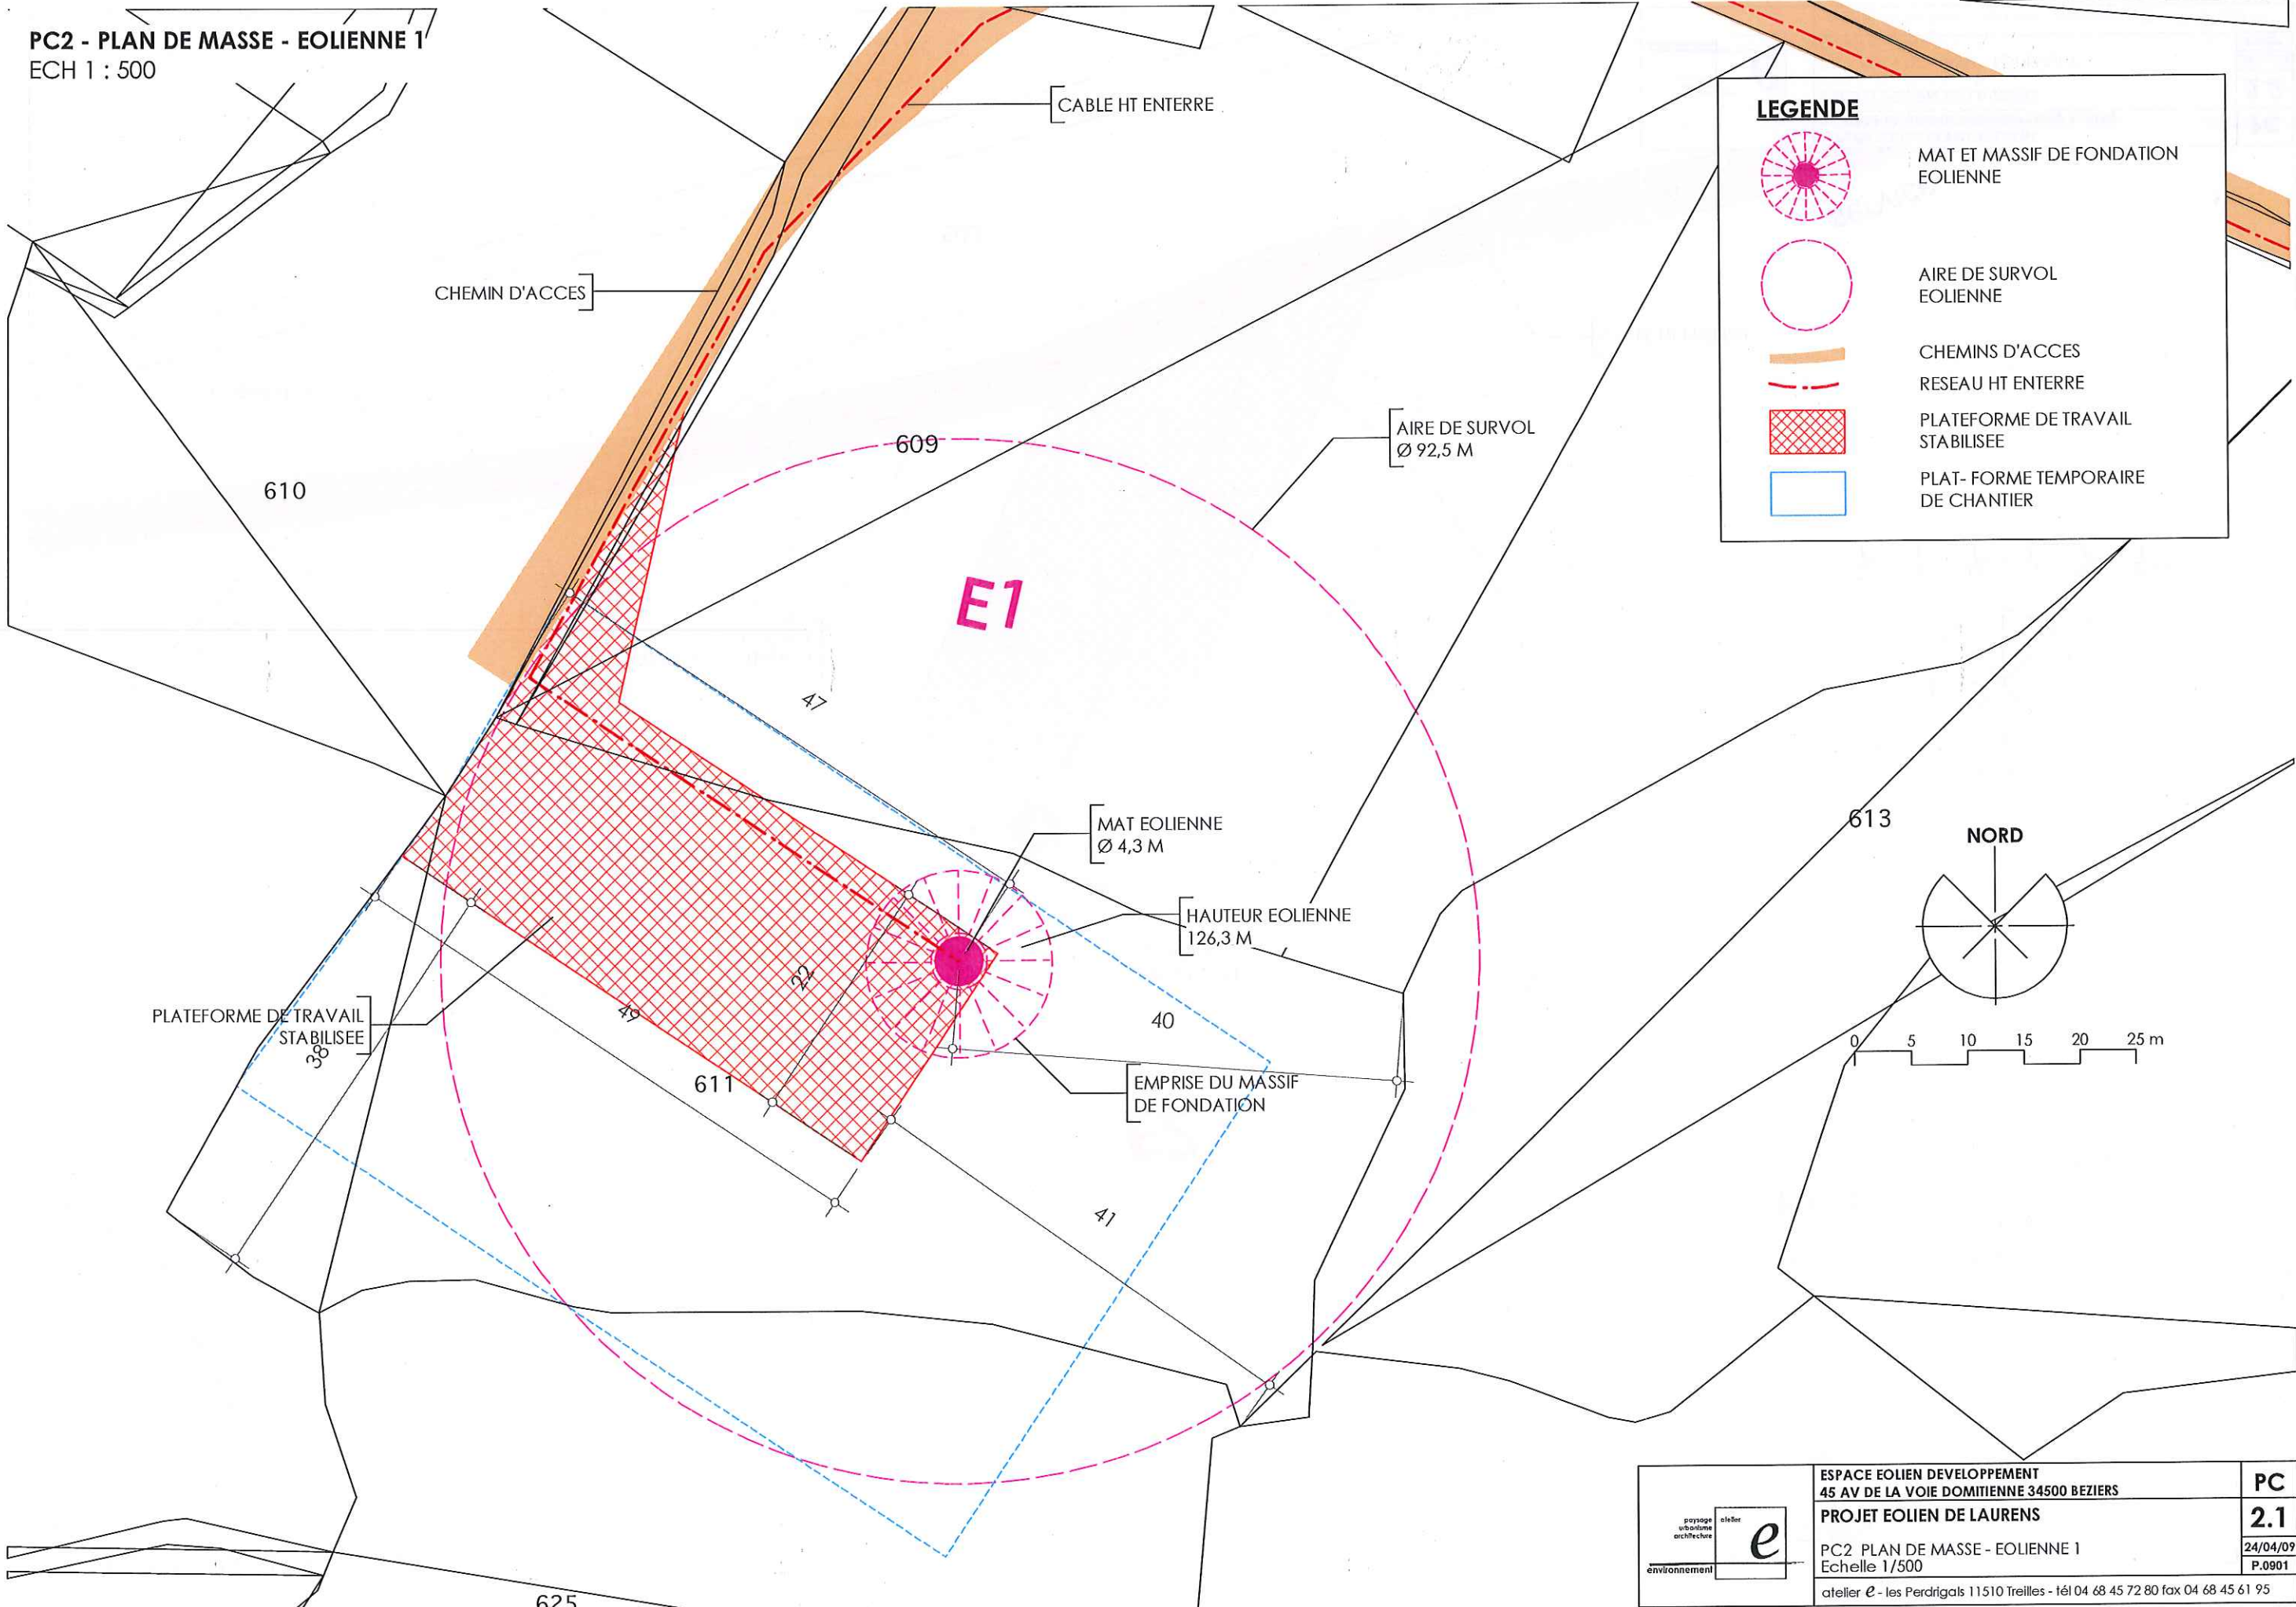 PC2 - PLAN DE MASSE - EOLIENNE 1
ECH 1 : 500
CABLE HT ENTERRE
CHEMIN D'ACCES
LEGENDE
MAT ET MASSIF DE FONDATION
EOLIENNE
AIRE DE SURVOL
EOLIENNE
CHEMINS D'ACCES
RESEAU HT ENTERRE
PLATEFORME DE TRAVAIL
STABILISEE
PLAT- FORME TEMPORAIRE
DE CHANTIER
609
AIRE DE SURVOL
Ø 92,5 M
610
E1
47
MAT EOLIENNE
Ø 4,3 M
613
NORD
HAUTEUR EOLIENNE
126,3 M
22
49
PLATEFORME DE TRAVAIL
STABILISEE
38
40
0 5 10 15 20 25 m
611
EMPRISE DU MASSIF
DE FONDATION
41
625
paysage
urbanisme
architecture
environnement
atelier
e
ESPACE EOLIEN DEVELOPPEMENT
45 AV DE LA VOIE DOMITIENNE 34500 BEZIERS
PROJET EOLIEN DE LAURENS
PC2 PLAN DE MASSE - EOLIENNE 1
Echelle 1/500
PC
2.1
24/04/09
P.0901
atelier e - les Perdrigals 11510 Treilles - tél 04 68 45 72 80 fax 04 68 45 61 95